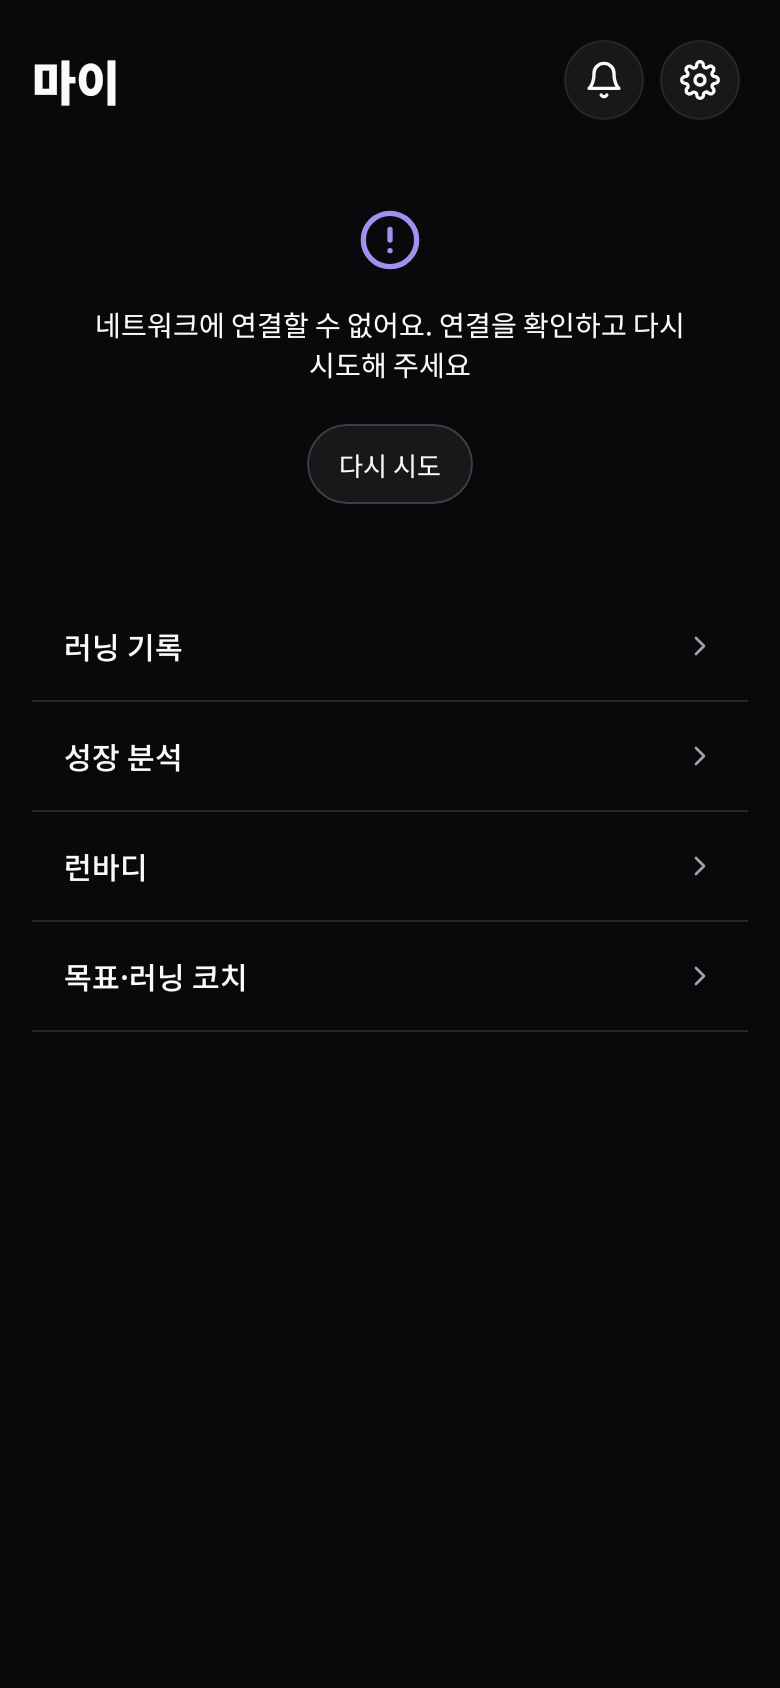 마이
네트워크에 연결할 수 없어요. 연결을 확인하고 다시
시도해 주세요
다시 시도
러닝 기록
성장 분석
런바디
목표·러닝 코치